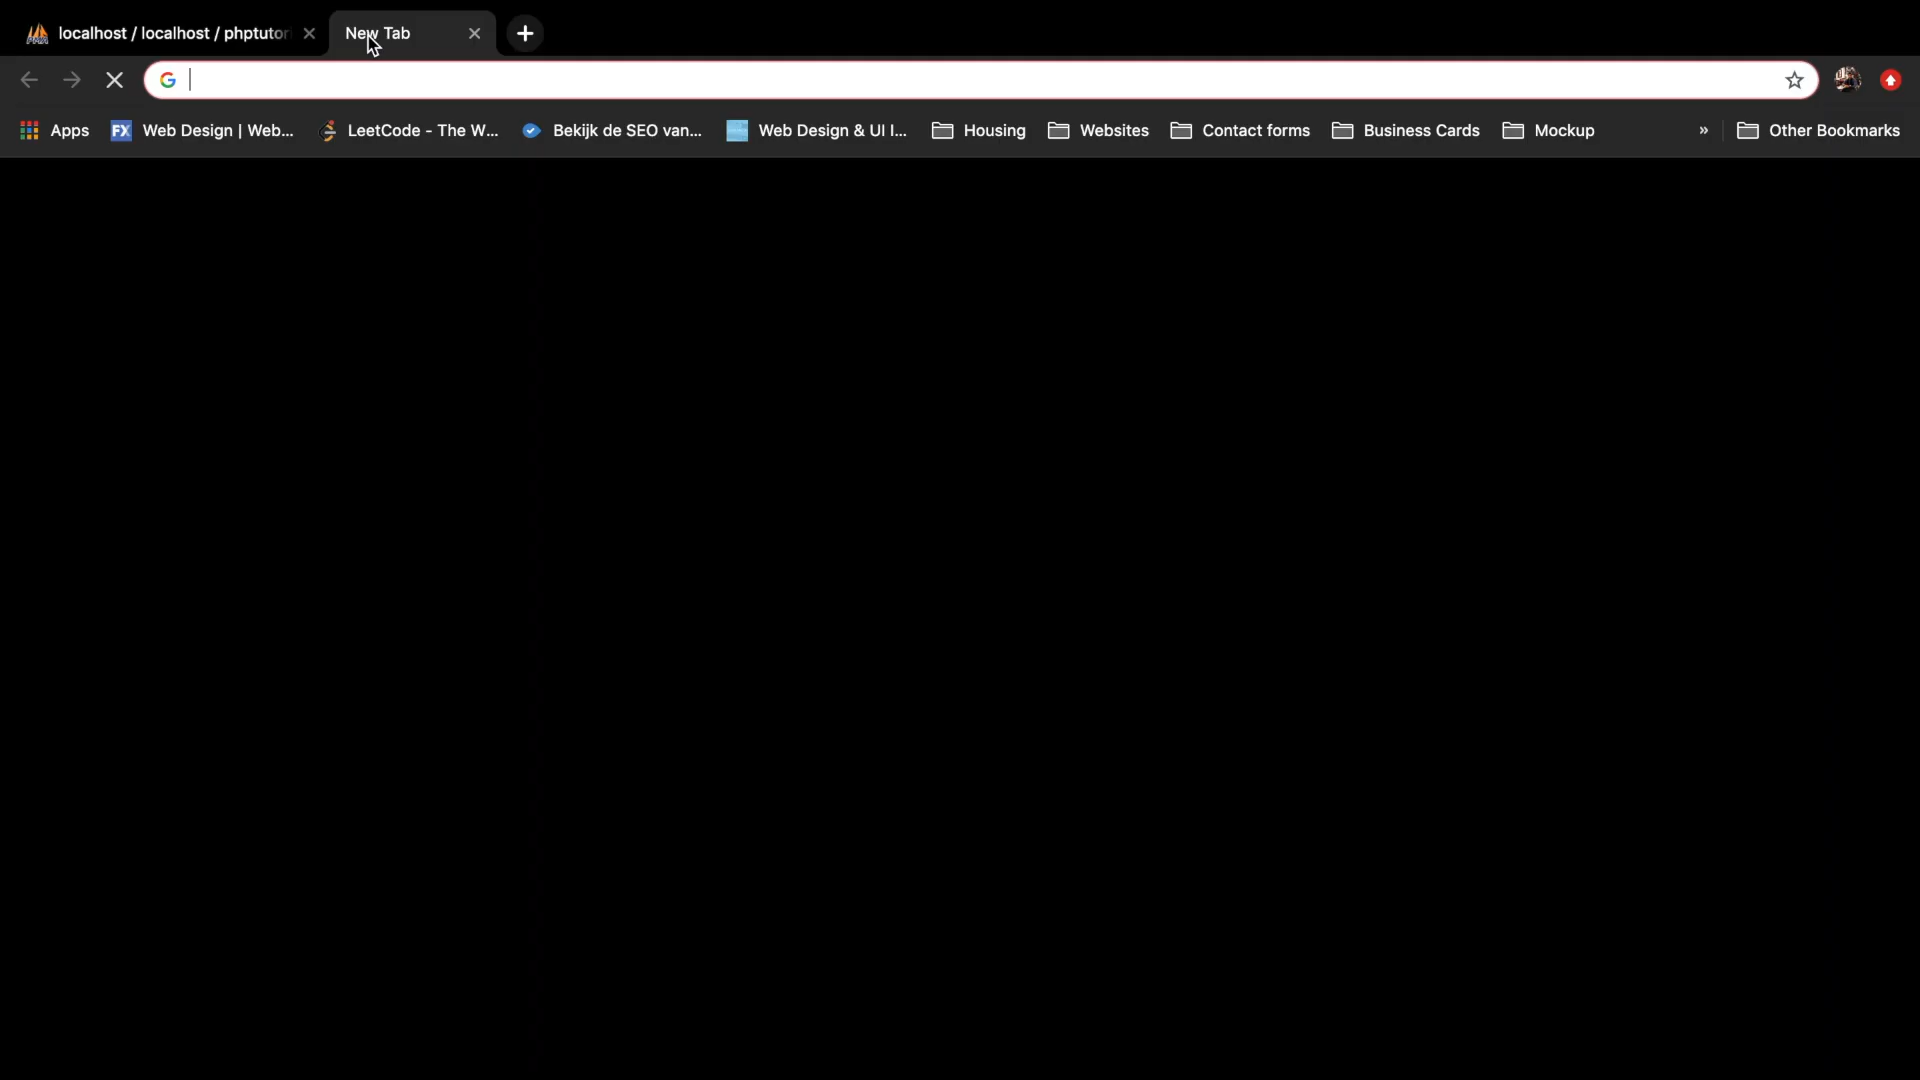 localhost / localhost / phptutor
New Tab
Apps
FX Web Design | Web...
LeetCode - The W...
Bekijk de SEO van...
Web Design & UI I...
Housing
Websites
Contact forms
Business Cards
Mockup
»
Other Bookmarks